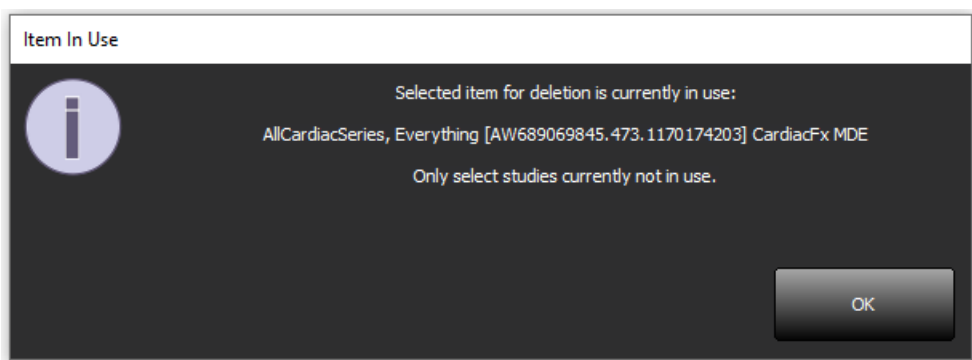 Item In Use
Selected item for deletion is currently in use:
AllCardiacSeries, Everything [AW689069845.473.1170174203] CardiacFx MDE
Only select studies currently not in use.
OK